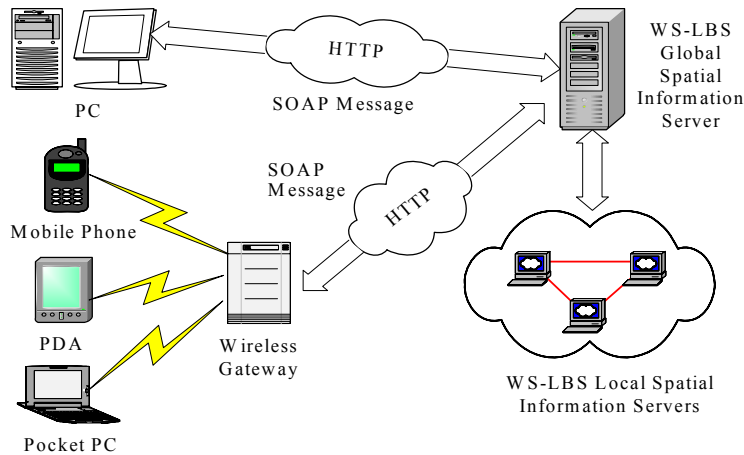 PC
HTTP
SOAP Message
WS-LBS
Global
Spatial
Information
Server
Mobile Phone
SOAP
Message
HTTP
PDA
Wireless
Gateway
Pocket PC
WS-LBS Local Spatial
Information Servers